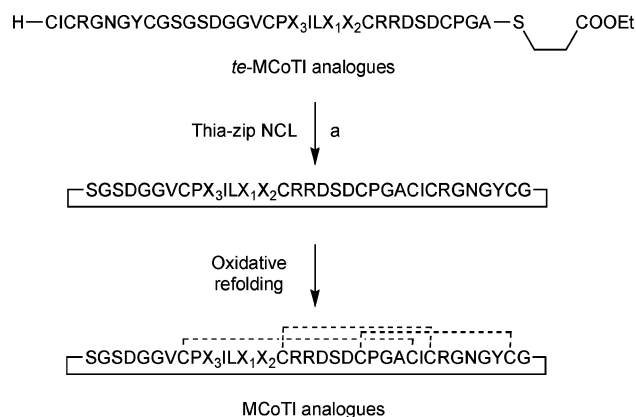 H—CICRGNGYCGSGSDGGVCPX₃ILX₁X₂CRRDSDCPGA—S COOEt
te-MCoTI analogues
Thia-zip NCL a
SGSDGGVCPX₃ILX₁X₂CRRDSDCPGACICRGNGYCG
Oxidative
refolding
SGSDGGVCPX₃ILX₁X₂CRRDSDCPGACICRGNGYCG
MCoTI analogues